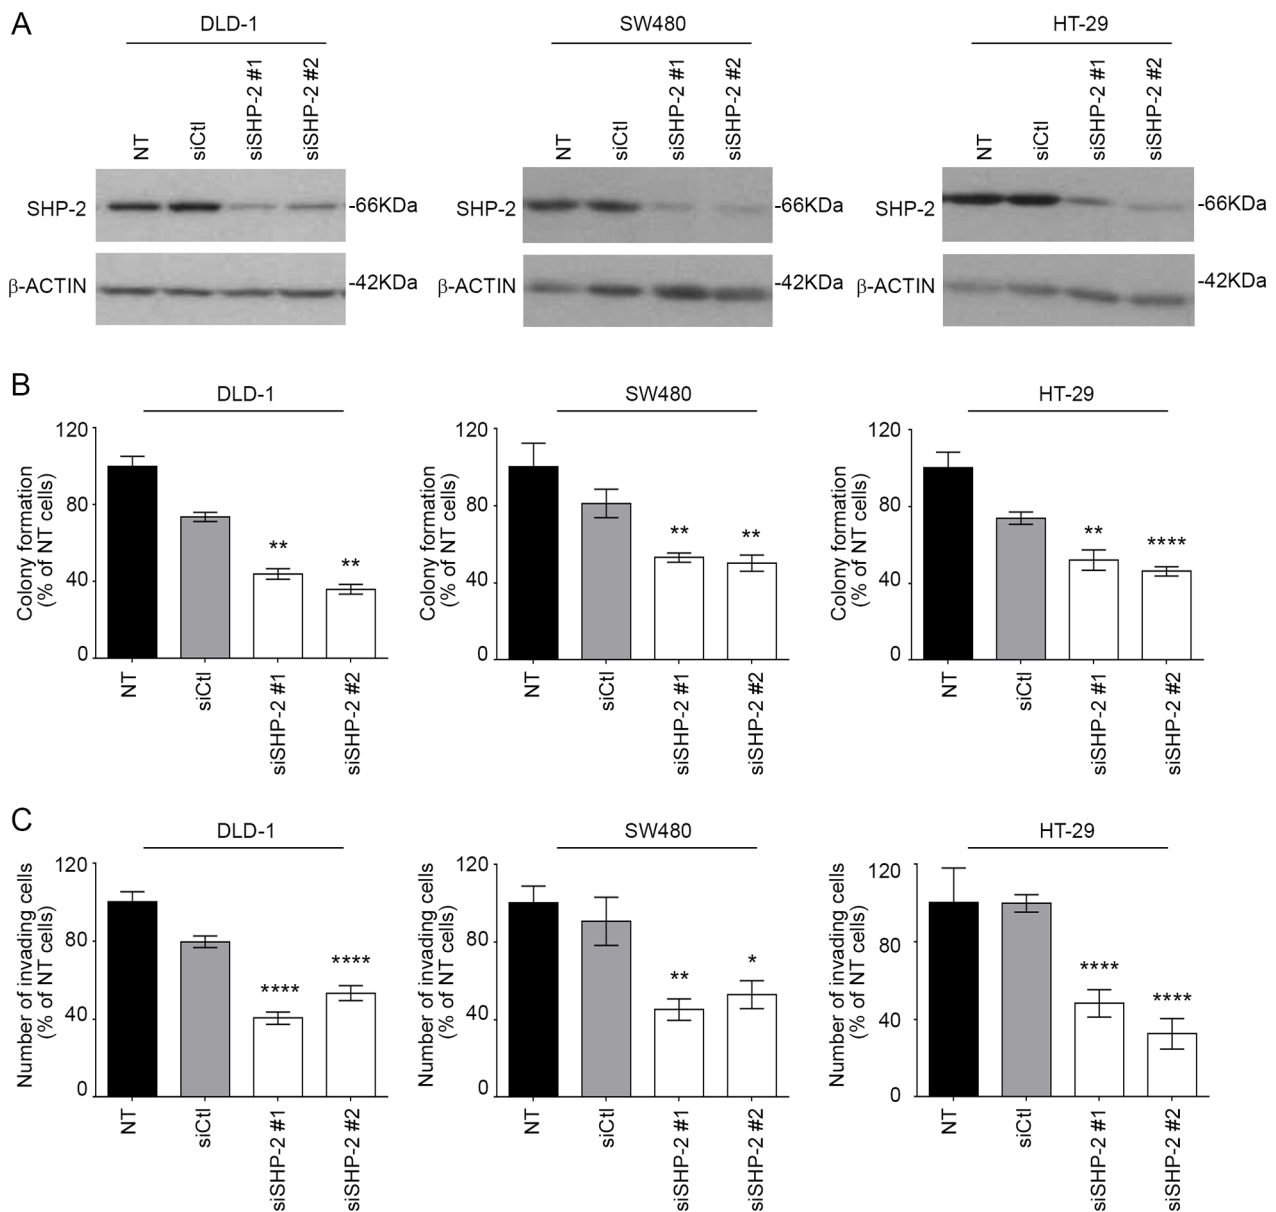 A
DLD-1
SW480
HT-29
NT
siCtl
siSHP-2 #1
siSHP-2 #2
NT
siCtl
siSHP-2 #1
siSHP-2 #2
NT
siCtl
siSHP-2 #1
siSHP-2 #2
SHP-2
-66KDa
SHP-2
-66KDa
SHP-2
-66KDa
β-ACTIN
-42KDa
β-ACTIN
-42KDa
β-ACTIN
-42KDa
B
DLD-1
Colony formation
(% of NT cells)
120
80
40
0
**
**
NT
siCtl
siSHP-2 #1
siSHP-2 #2
SW480
Colony formation
(% of NT cells)
120
80
40
0
**
**
NT
siCtl
siSHP-2 #1
siSHP-2 #2
HT-29
Colony formation
(% of NT cells)
120
80
40
0
**
****
NT
siCtl
siSHP-2 #1
siSHP-2 #2
C
DLD-1
Number of invading cells
(% of NT cells)
120
80
40
0
****
****
NT
siCtl
siSHP-2 #1
siSHP-2 #2
SW480
Number of invading cells
(% of NT cells)
120
80
40
0
**
*
NT
siCtl
siSHP-2 #1
siSHP-2 #2
HT-29
Number of invading cells
(% of NT cells)
120
80
40
0
****
****
NT
siCtl
siSHP-2 #1
siSHP-2 #2